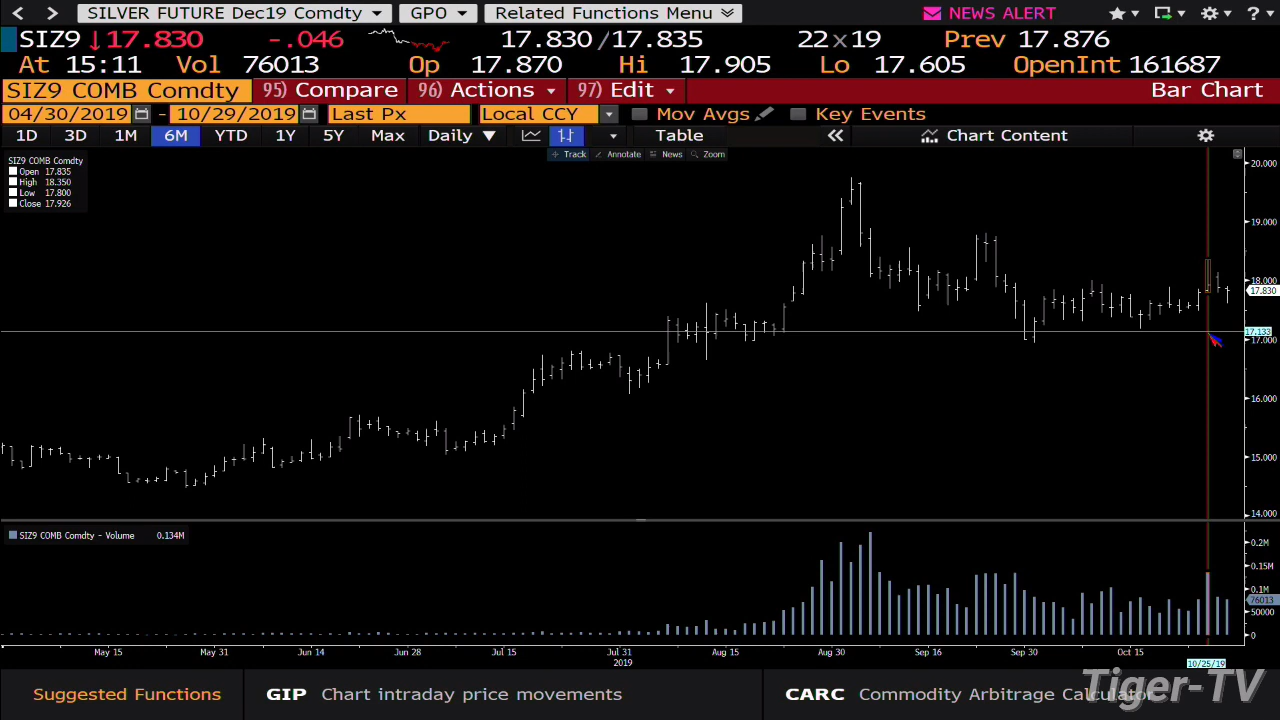 SILVER FUTURE Dec19 Comdty GPO Related Functions Menu NEWS ALERT ?
SIZ9 ↓17.830 -.046 17.830/17.835 22×19 Prev 17.876
At 15:11 Vol 76013 Op 17.870 Hi 17.905 Lo 17.605 OpenInt 161687
SIZ9 COMB Comdty 95) Compare 96) Actions 97) Edit Bar Chart
04/30/2019 - 10/29/2019 Last Px Local CCY Mov Avgs Key Events
1D 3D 1M 6M YTD 1Y 5Y Max Daily ▼ Table « Chart Content
Track Annotate News Zoom
SIZ9 COMB Comdty
Open 17.835
High 18.350
Low 17.800
Close 17.926
20.000
19.000
18.000
17.830
17.133
17.000
16.000
15.000
14.000
SIZ9 COMB Comdty - Volume 0.134M
0.2M
0.15M
0.1M
76013
50000
0
May 15 May 31 Jun 14 Jun 28 Jul 15 Jul 31 Aug 15 Aug 30 Sep 16 Sep 30 Oct 15
2019 10/25/19
Suggested Functions GIP Chart intraday price movements CARC Commodity Arbitrage Calculator
Tiger-TV